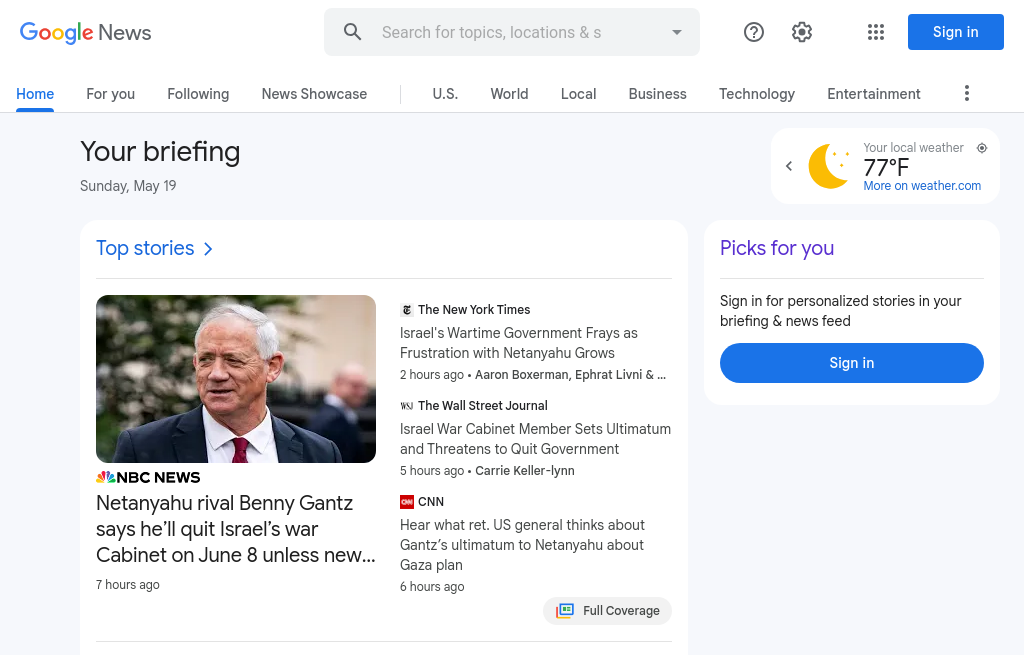 Google News
Search for topics, locations & s
Sign in
Home
For you
Following
News Showcase
U.S.
World
Local
Business
Technology
Entertainment
Your briefing
Sunday, May 19
Your local weather
77°F
More on weather.com
Top stories
NBC NEWS
Netanyahu rival Benny Gantz
says he’ll quit Israel’s war
Cabinet on June 8 unless new...
7 hours ago
The New York Times
Israel's Wartime Government Frays as
Frustration with Netanyahu Grows
2 hours ago • Aaron Boxerman, Ephrat Livni & ...
WSJ The Wall Street Journal
Israel War Cabinet Member Sets Ultimatum
and Threatens to Quit Government
5 hours ago • Carrie Keller-lynn
CNN CNN
Hear what ret. US general thinks about
Gantz’s ultimatum to Netanyahu about
Gaza plan
6 hours ago
Full Coverage
Picks for you
Sign in for personalized stories in your
briefing & news feed
Sign in